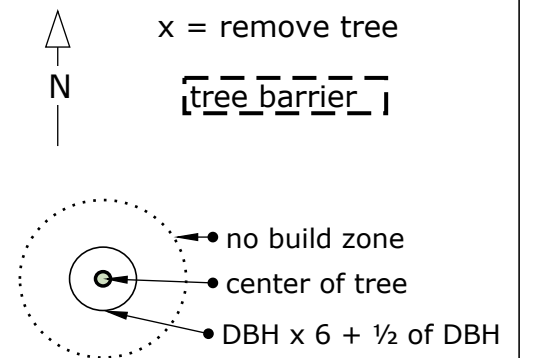 x = remove tree
N
tree barrier
no build zone
center of tree
DBH x 6 + ½ of DBH